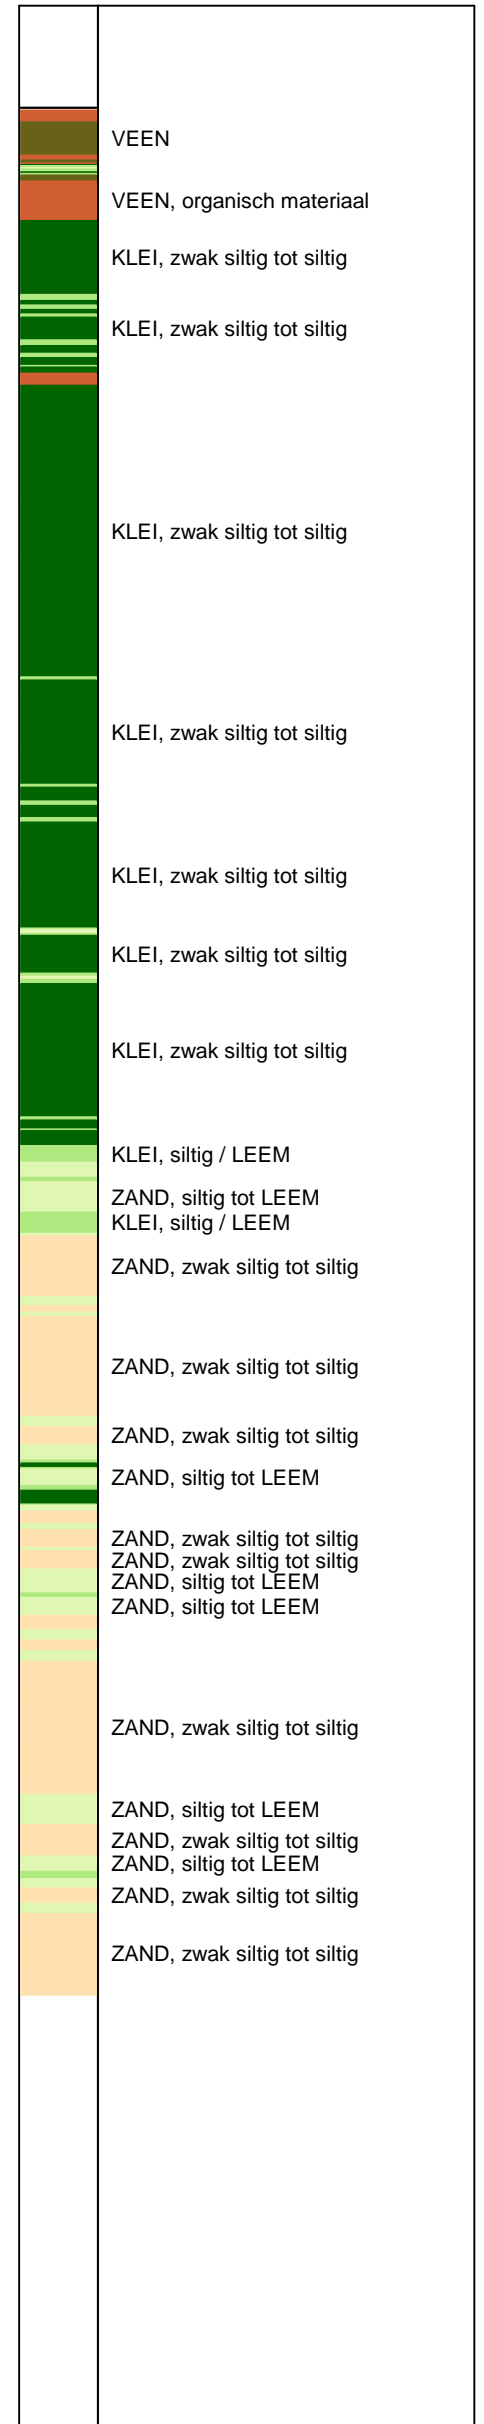 VEEN
VEEN, organisch materiaal
KLEI, zwak siltig tot siltig
KLEI, zwak siltig tot siltig
KLEI, zwak siltig tot siltig
KLEI, zwak siltig tot siltig
KLEI, zwak siltig tot siltig
KLEI, zwak siltig tot siltig
KLEI, zwak siltig tot siltig
KLEI, siltig / LEEM
ZAND, siltig tot LEEM
KLEI, siltig / LEEM
ZAND, zwak siltig tot siltig
ZAND, zwak siltig tot siltig
ZAND, zwak siltig tot siltig
ZAND, siltig tot LEEM
ZAND, zwak siltig tot siltig
ZAND, zwak siltig tot siltig
ZAND, siltig tot LEEM
ZAND, siltig tot LEEM
ZAND, zwak siltig tot siltig
ZAND, siltig tot LEEM
ZAND, zwak siltig tot siltig
ZAND, siltig tot LEEM
ZAND, zwak siltig tot siltig
ZAND, zwak siltig tot siltig